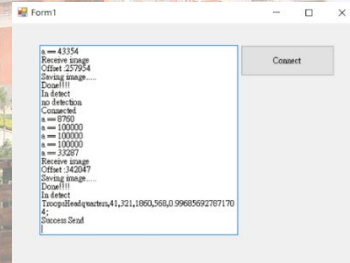 Form1
Connect
n == 43354
Receive image
Offset :257954
Saving image.....
Done!!!!
In detect
no detection
Connected
n == 8760
n == 100000
n == 100000
n == 100000
n == 33287
Receive image
Offset :342047
Saving image.....
Done!!!!
In detect
TroopsHeadquarters,41,321,1860,568,0.99685692787170
4;
Success Send